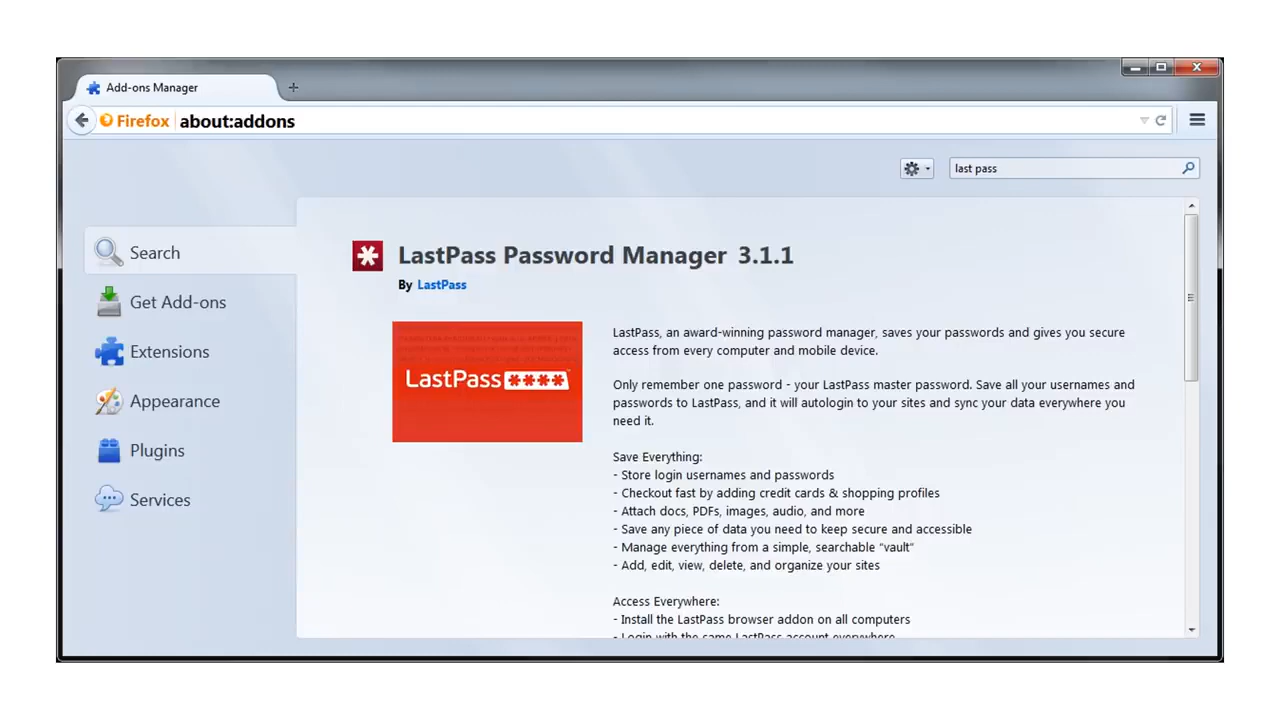 Add-ons Manager
Firefox about:addons
last pass
Search
Get Add-ons
Extensions
Appearance
Plugins
Services
LastPass Password Manager 3.1.1
By LastPass
LastPass ****
LastPass, an award-winning password manager, saves your passwords and gives you secure
access from every computer and mobile device.
Only remember one password - your LastPass master password. Save all your usernames and
passwords to LastPass, and it will autologin to your sites and sync your data everywhere you
need it.
Save Everything:
- Store login usernames and passwords
- Checkout fast by adding credit cards & shopping profiles
- Attach docs, PDFs, images, audio, and more
- Save any piece of data you need to keep secure and accessible
- Manage everything from a simple, searchable “vault”
- Add, edit, view, delete, and organize your sites
Access Everywhere:
- Install the LastPass browser addon on all computers
- Login with the same LastPass account everywhere